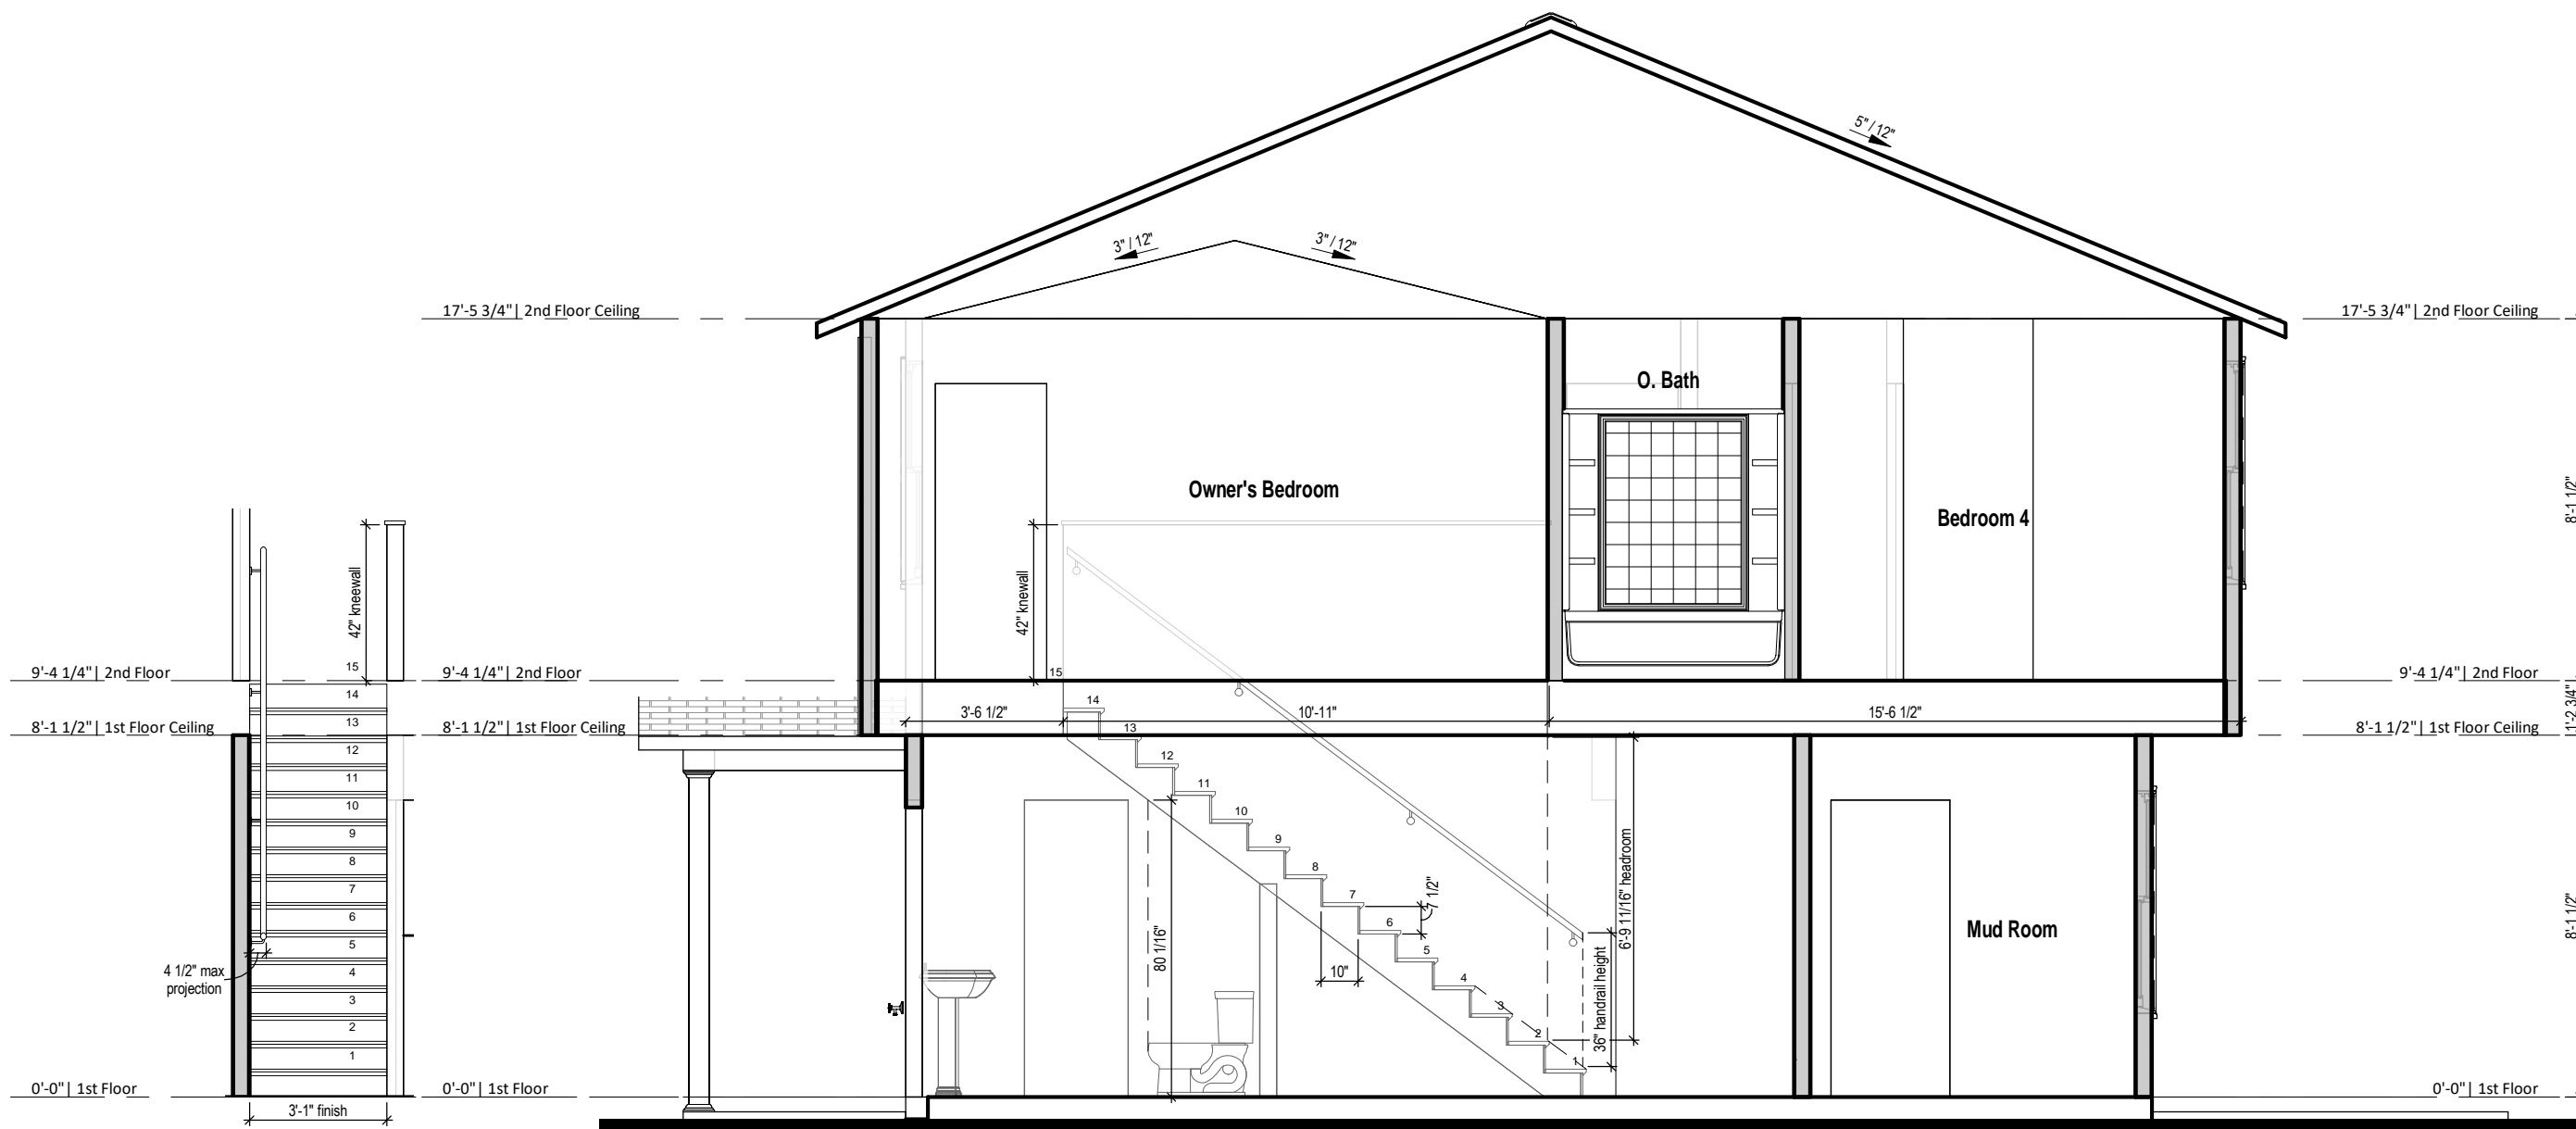 5" / 12"
3" / 12"
3" / 12"
17'-5 3/4" | 2nd Floor Ceiling
17'-5 3/4" | 2nd Floor Ceiling
O. Bath
Owner's Bedroom
Bedroom 4
8'-1 1/2"
42" kneewall
42" knewall
15
15
9'-4 1/4" | 2nd Floor
9'-4 1/4" | 2nd Floor
9'-4 1/4" | 2nd Floor
14
14
3'-6 1/2"
10'-11"
15'-6 1/2"
1'-2 3/4"
13
13
8'-1 1/2" | 1st Floor Ceiling
8'-1 1/2" | 1st Floor Ceiling
8'-1 1/2" | 1st Floor Ceiling
12
12
11
11
10
10
9
9
8
8
7
7
7 1/2"
6
6
5
5
4
4
3
3
2
2
1
1
6'-9 11/16" headroom
36" handrail height
80 1/16"
10"
Mud Room
8'-1 1/2"
4 1/2" max
projection
0'-0" | 1st Floor
0'-0" | 1st Floor
0'-0" | 1st Floor
3'-1" finish